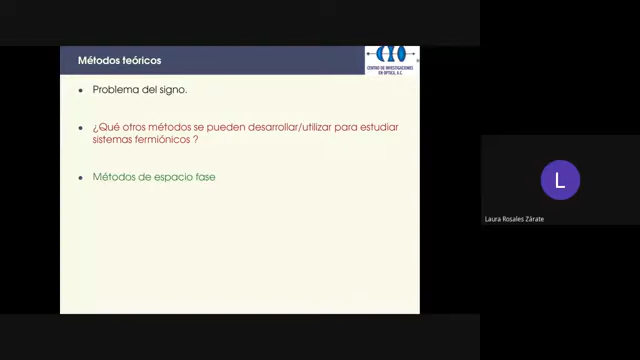 Métodos teóricos
CIO
CENTRO DE INVESTIGACIONES
EN ÓPTICA, A.C.
Problema del signo.
¿Qué otros métodos se pueden desarrollar/utilizar para estudiar
sistemas fermiónicos ?
Métodos de espacio fase
L
Laura Rosales Zárate